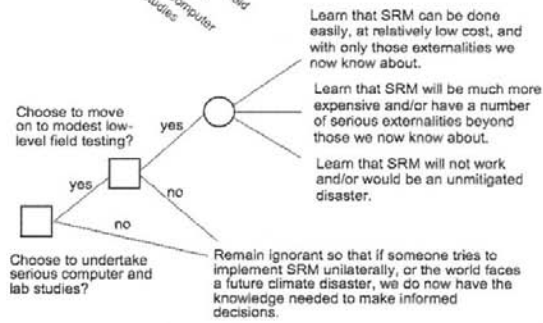 computer
studies
Learn that SRM can be done
easily, at relatively low cost, and
with only those externalities we
now know about.
Learn that SRM will be much more
expensive and/or have a number
of serious externalities beyond
those we now know about.
Learn that SRM will not work
and/or would be an unmitigated
disaster.
Choose to move
on to modest low-
level field testing?
yes
no
yes
no
Choose to undertake
serious computer and
lab studies?
Remain ignorant so that if someone tries to
implement SRM unilaterally, or the world faces
a future climate disaster, we do now have the
knowledge needed to make informed
decisions.